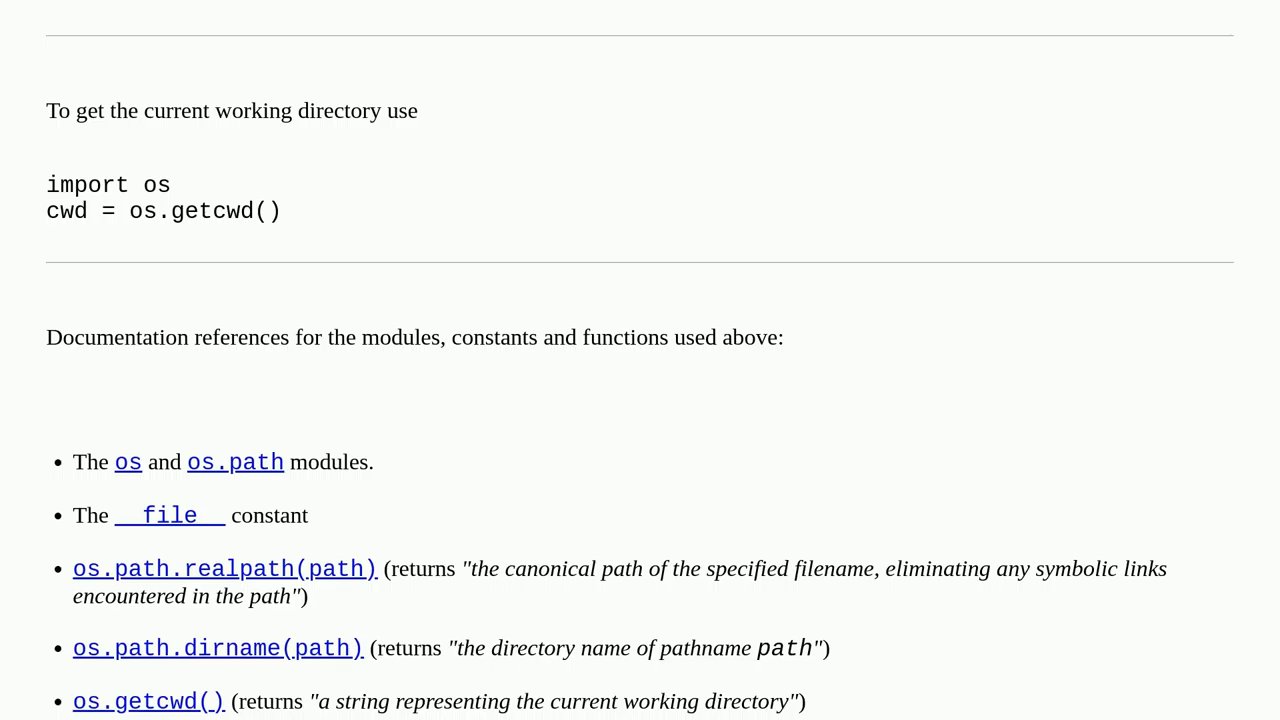 To get the current working directory use
import os
cwd = os.getcwd()
Documentation references for the modules, constants and functions used above:
• The os and os.path modules.
• The __file__ constant
• os.path.realpath(path) (returns "the canonical path of the specified filename, eliminating any symbolic links
encountered in the path")
• os.path.dirname(path) (returns "the directory name of pathname path")
• os.getcwd() (returns "a string representing the current working directory")